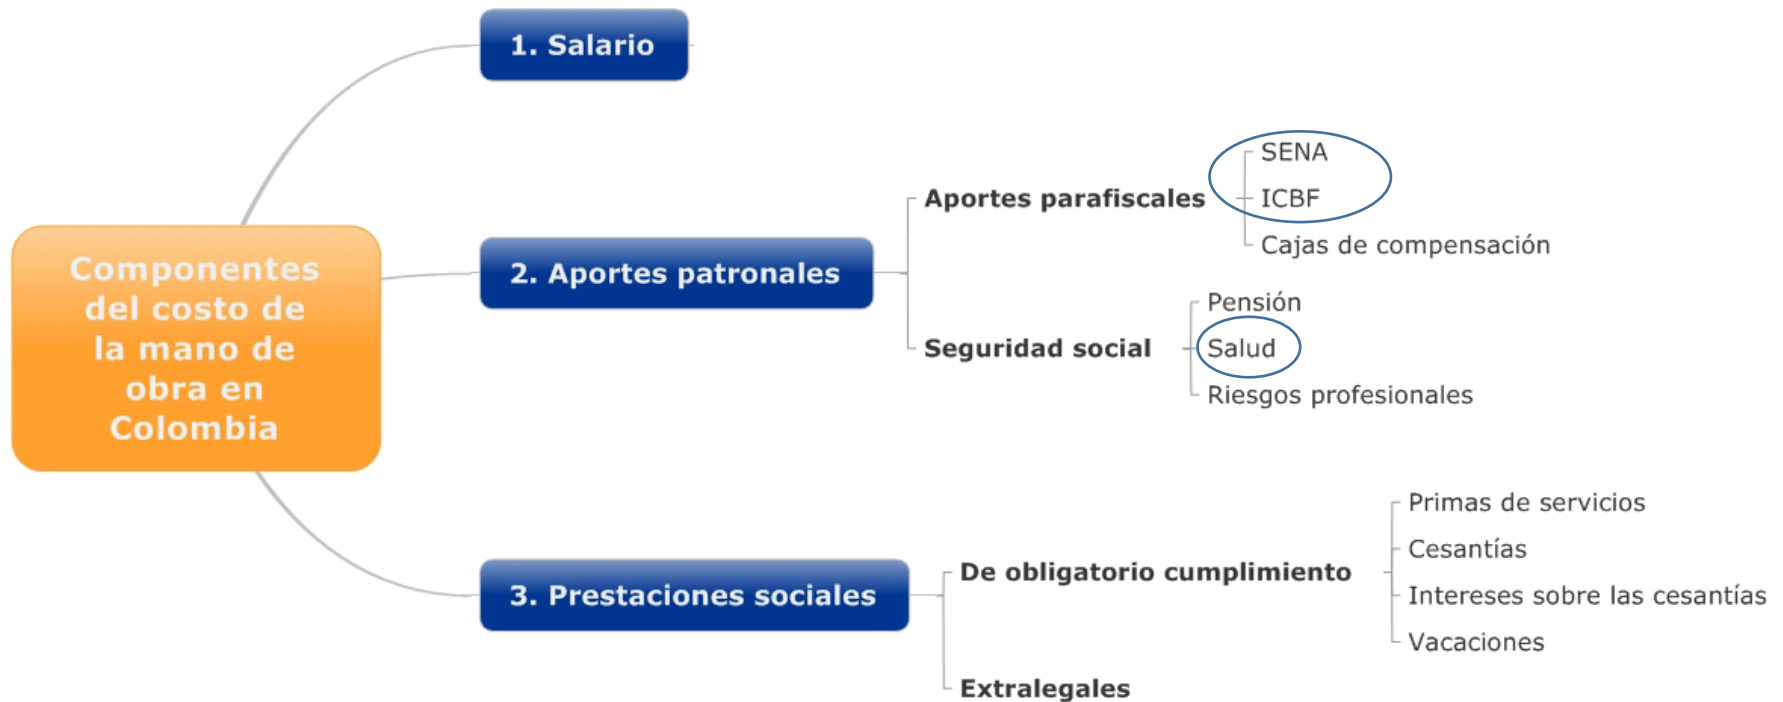 1. Salario
SENA
Aportes parafiscales
ICBF
Cajas de compensación
Componentes
del costo de
la mano de
obra en
Colombia
2. Aportes patronales
Pensión
Seguridad social
Salud
Riesgos profesionales
Primas de servicios
Cesantías
De obligatorio cumplimiento
3. Prestaciones sociales
Intereses sobre las cesantías
Vacaciones
Extralegales